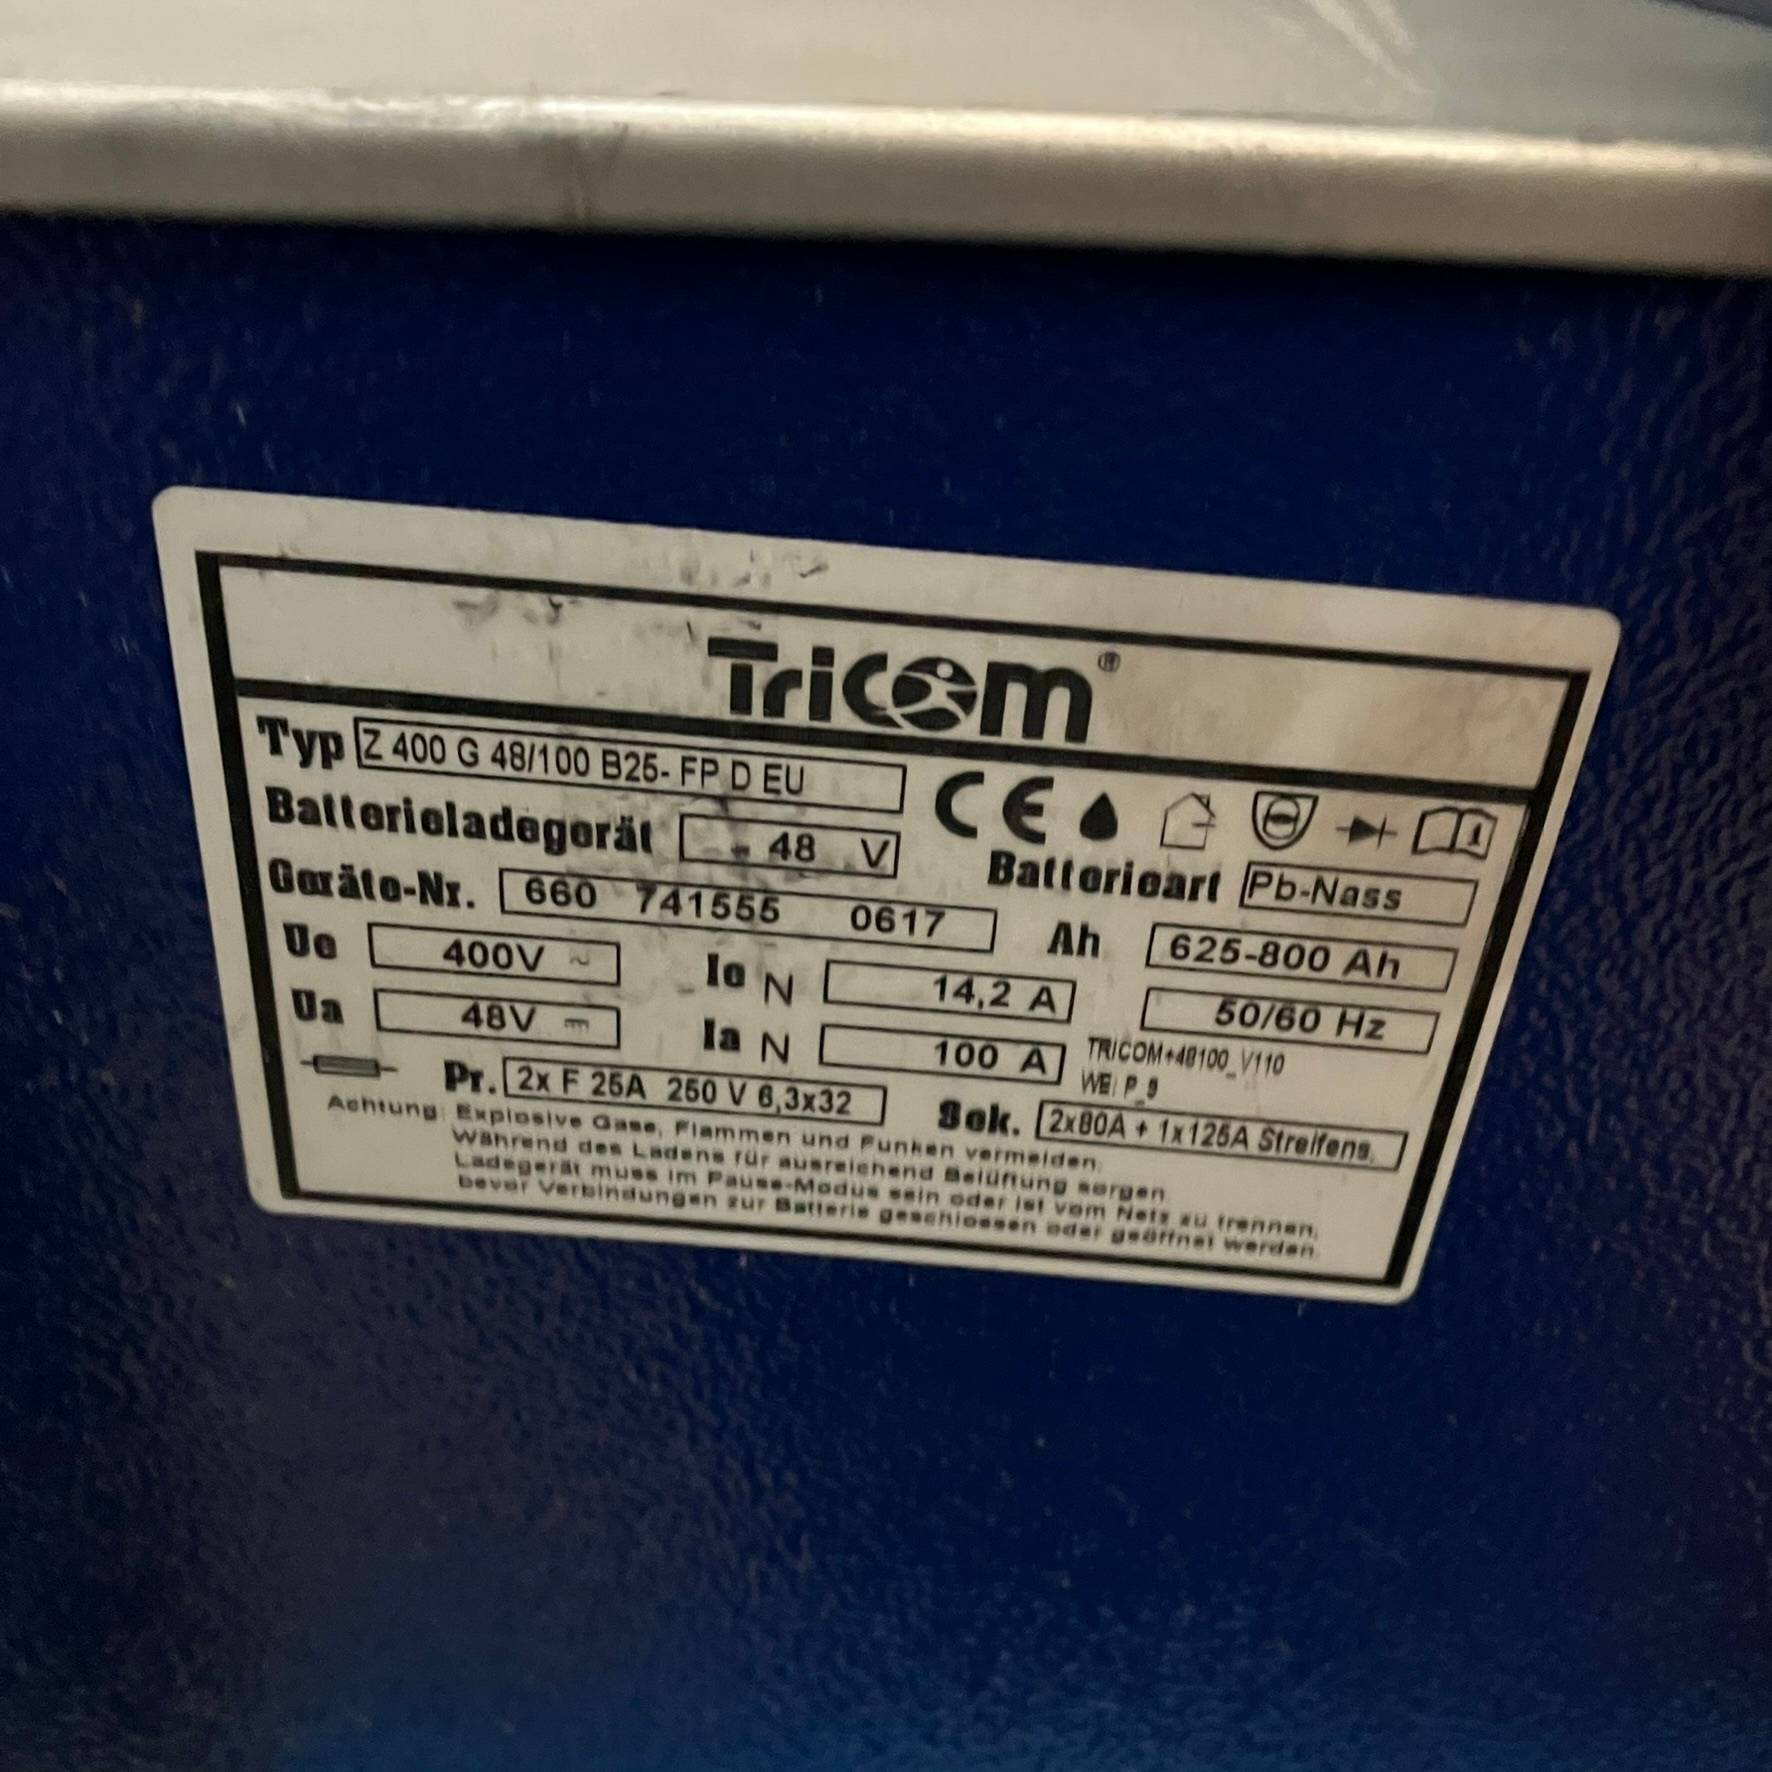 Tricom®
Typ Z 400 G 48/100 B25- FP D EU
CE
Batterieladegerät 48 V
Batterieart Pb-Nass
Geräte-Nr. 660 741555 0617
Ah 625-800 Ah
Ue 400V ~ Ie N 14,2 A 50/60 Hz
Ua 48V ⎓ Ia N 100 A
TRICOM+48100_V110
WE: P_9
Pr. 2x F 25A 250 V 6,3x32 Sek. 2x80A + 1x125A Streifens.
Achtung: Explosive Gase, Flammen und Funken vermeiden.
Während des Ladens für ausreichend Belüftung sorgen.
Ladegerät muss im Pause-Modus sein oder ist vom Netz zu trennen,
bevor Verbindungen zur Batterie geschlossen oder geöffnet werden.